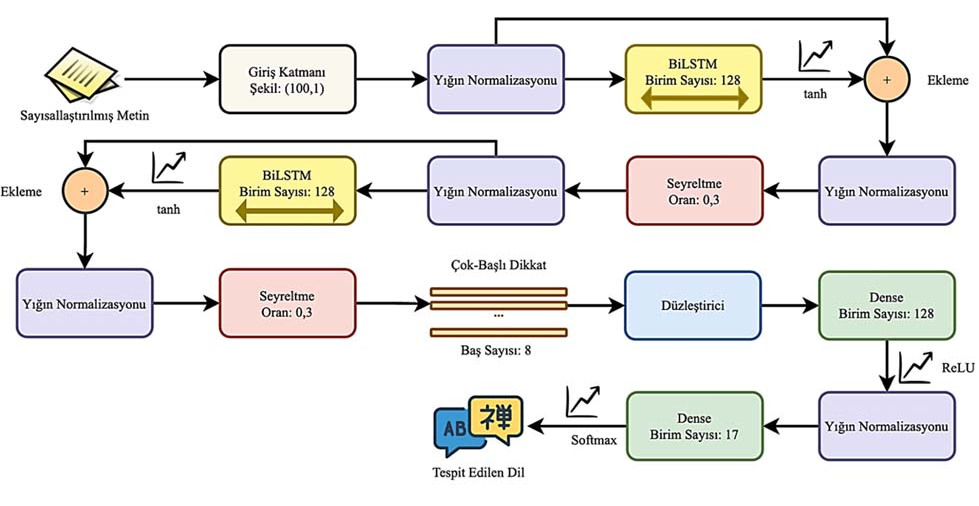 Sayısallaştırılmış Metin
Giriş Katmanı
Şekil: (100,1)
Yığın Normalizasyonu
BiLSTM
Birim Sayısı: 128
tanh
+
Ekleme
Yığın Normalizasyonu
Seyreltme
Oran: 0,3
Yığın Normalizasyonu
BiLSTM
Birim Sayısı: 128
tanh
+
Ekleme
Yığın Normalizasyonu
Seyreltme
Oran: 0,3
Çok-Başlı Dikkat
...
Baş Sayısı: 8
Düzleştirici
Dense
Birim Sayısı: 128
ReLU
Yığın Normalizasyonu
Dense
Birim Sayısı: 17
Softmax
AB
禅
Tespit Edilen Dil